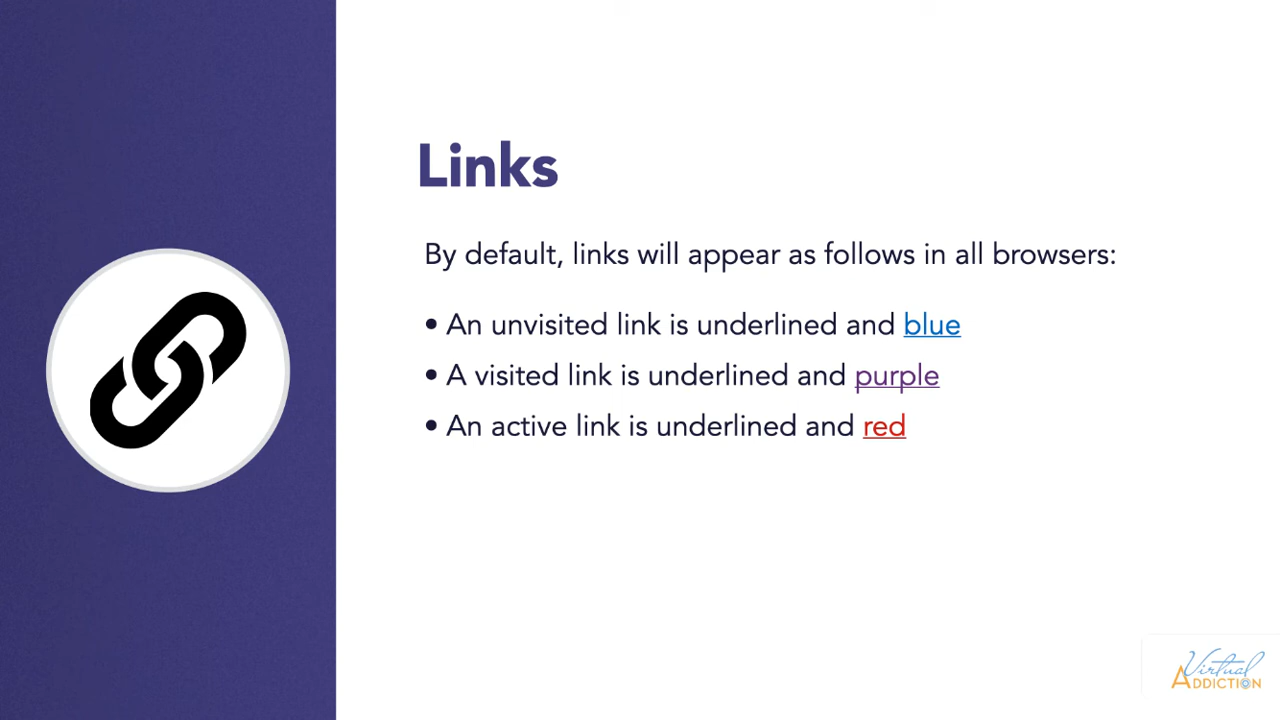 Links
By default, links will appear as follows in all browsers:
• An unvisited link is underlined and blue
• A visited link is underlined and purple
• An active link is underlined and red
Virtual
ADDICTION